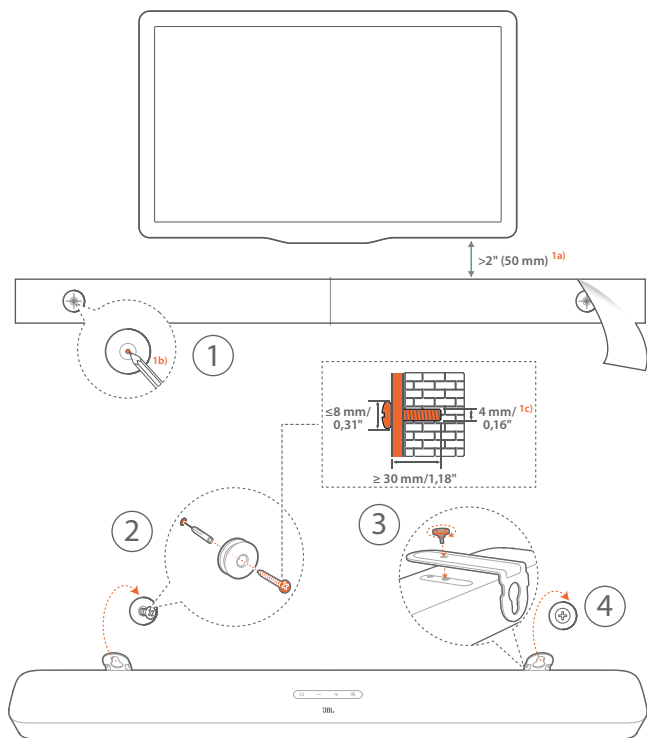 >2" (50 mm) 1a)
1b)
1
≤8 mm/
0,31"
4 mm/ 1c)
0,16"
≥ 30 mm/1,18"
2
3
4
JBL